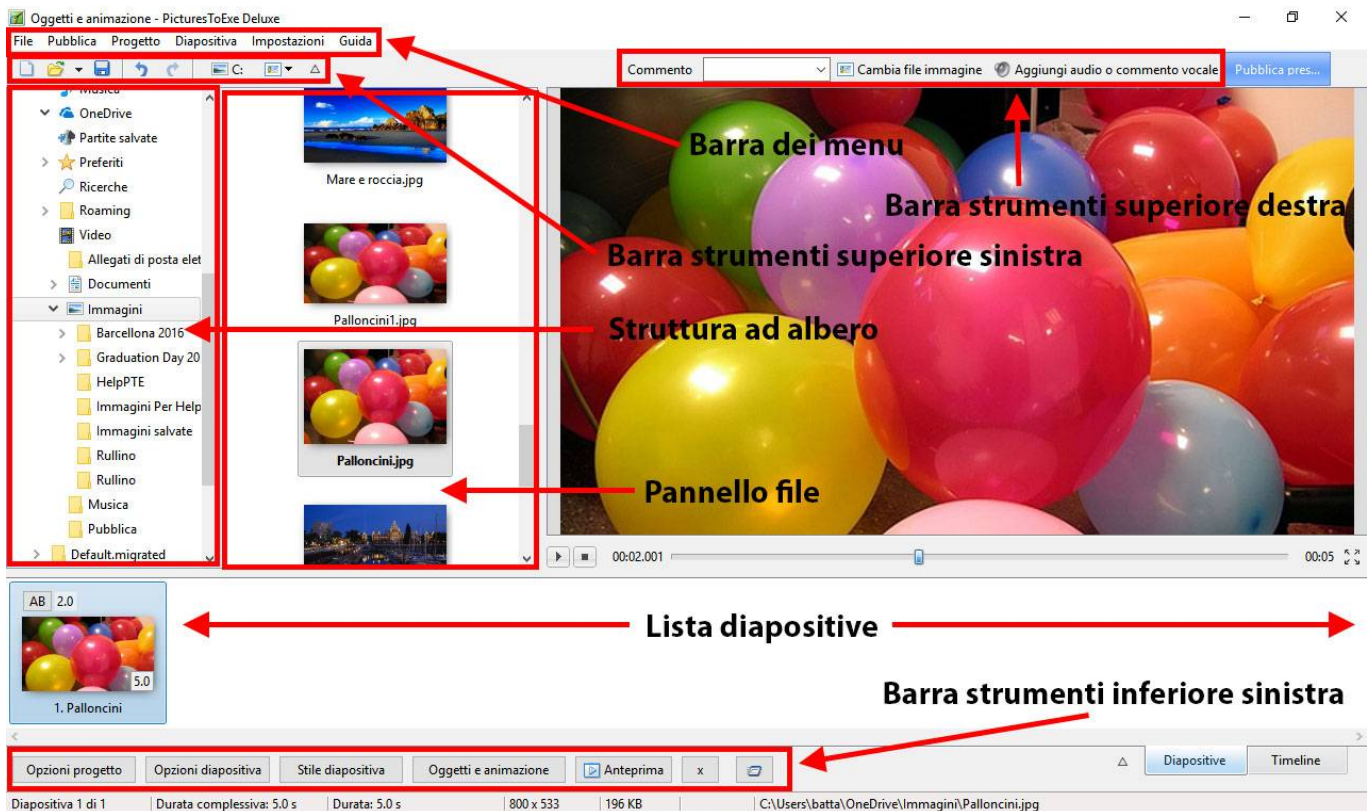 Oggetti e animazione - PicturesToExe Deluxe
File Pubblica Progetto Diapositiva Impostazioni Guida
C:
Commento
Cambia file immagine
Aggiungi audio o commento vocale
Pubblica pres...
Musica
OneDrive
Partite salvate
Preferiti
Ricerche
Roaming
Video
Allegati di posta elet
Documenti
Immagini
Barcellona 2016
Graduation Day 20
HelpPTE
Immagini Per Help
Immagini salvate
Rullino
Rullino
Musica
Pubblica
Default.migrated
Mare e roccia.jpg
Palloncini1.jpg
Palloncini.jpg
Barra dei menu
Barra strumenti superiore destra
Barra strumenti superiore sinistra
Struttura ad albero
Pannello file
00:02.001
00:05
AB 2.0
5.0
1. Palloncini
Lista diapositive
Barra strumenti inferiore sinistra
Opzioni progetto
Opzioni diapositiva
Stile diapositiva
Oggetti e animazione
Anteprima
x
Diapositive
Timeline
Diapositiva 1 di 1
Durata complessiva: 5.0 s
Durata: 5.0 s
800 x 533
196 KB
C:\Users\batta\OneDrive\Immagini\Palloncini.jpg